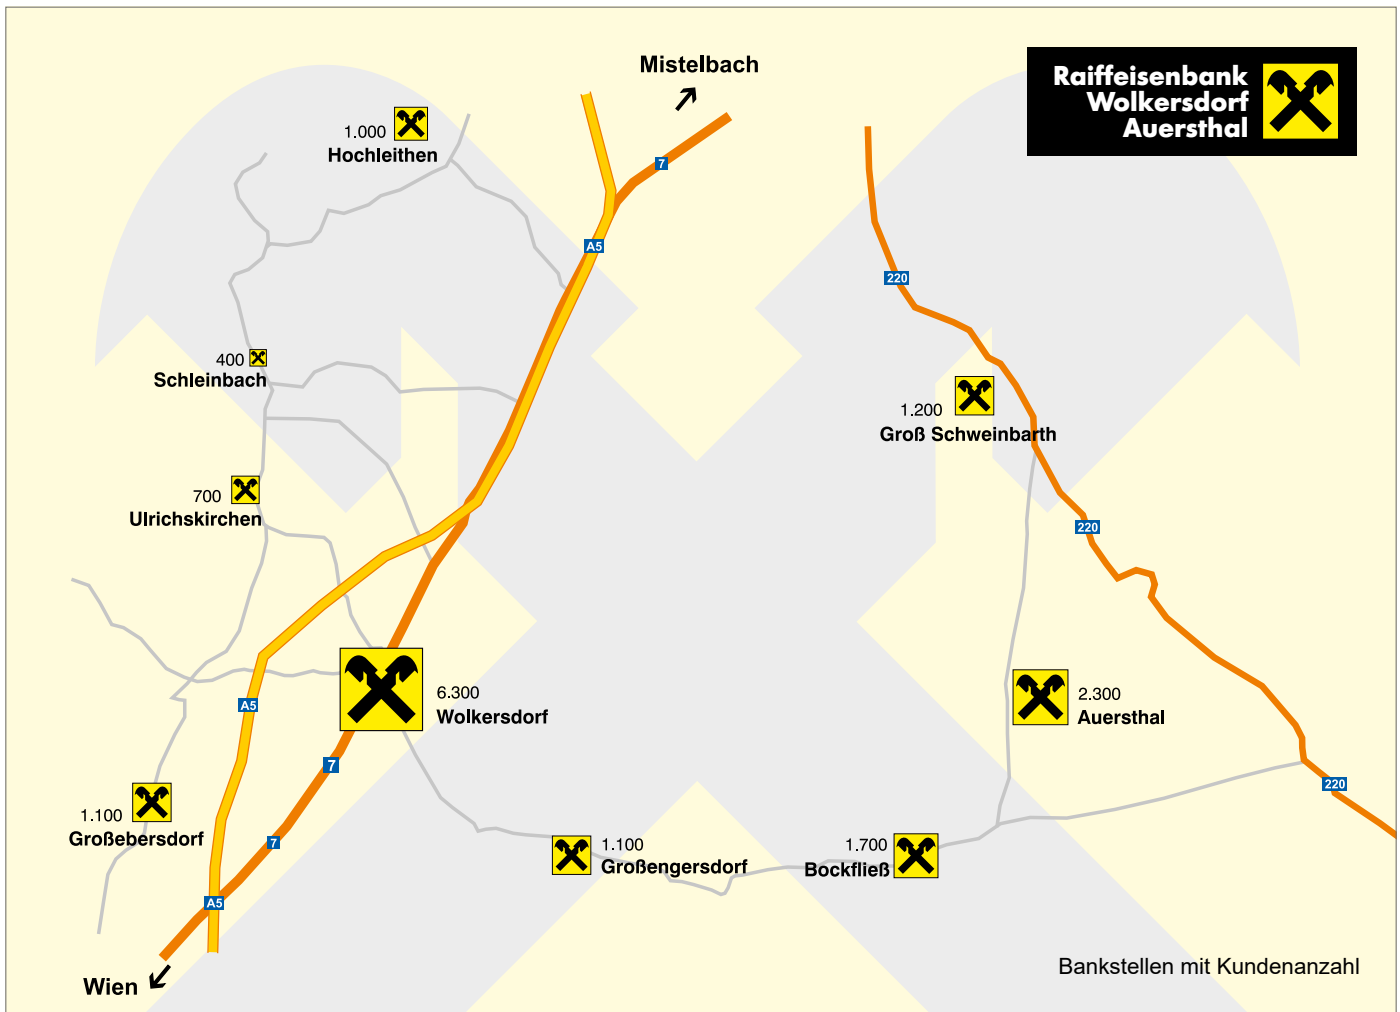 Mistelbach
Raiffeisenbank
Wolkersdorf
Auersthal
1.000
Hochleithen
7
A5
220
400
Schleinbach
1.200
Groß Schweinbarth
700
Ulrichskirchen
220
6.300
Wolkersdorf
2.300
Auersthal
A5
7
220
1.100
Großebersdorf
7
1.100
Großengersdorf
1.700
Bockfließ
A5
Wien
Bankstellen mit Kundenanzahl